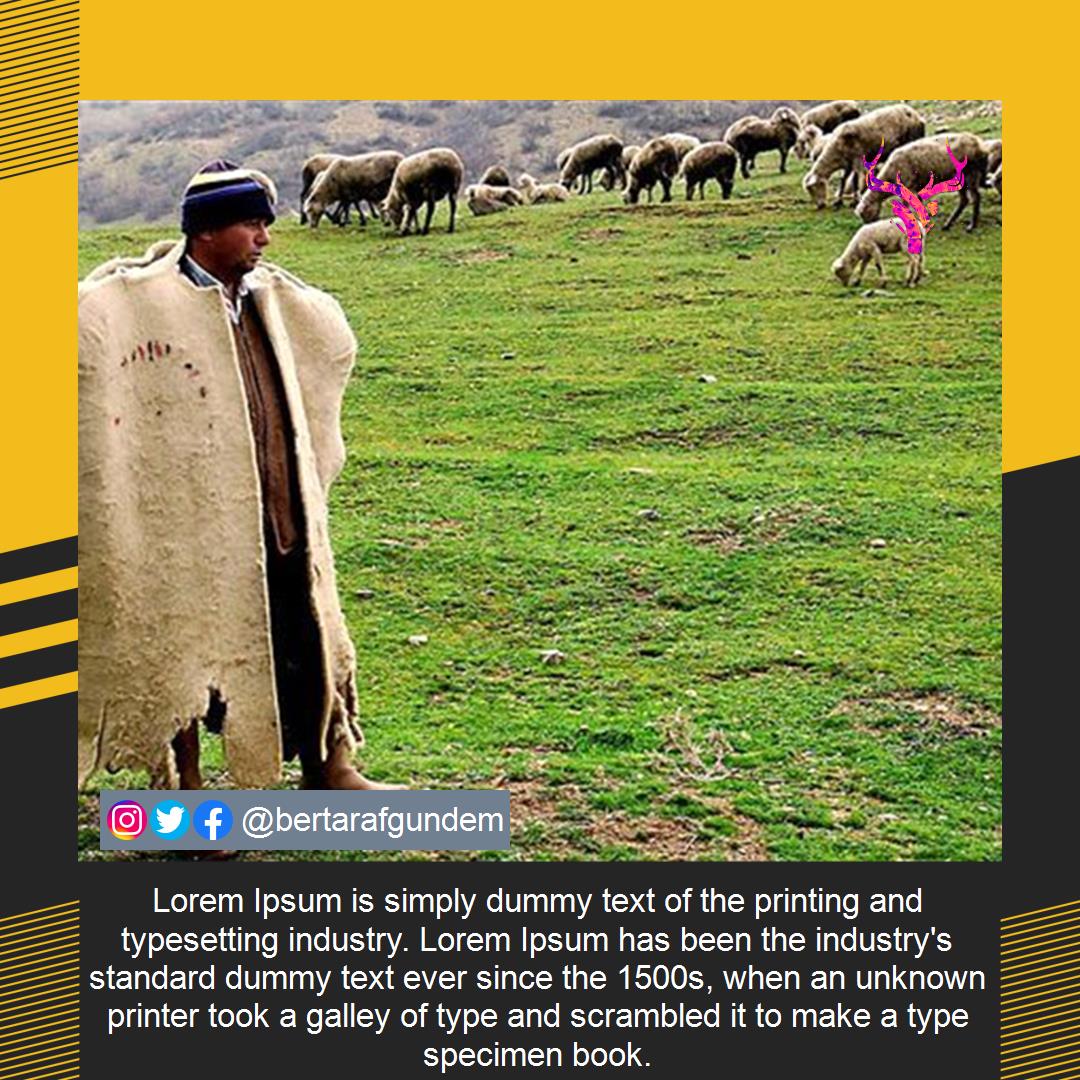 @bertarafgundem
Lorem Ipsum is simply dummy text of the printing and
typesetting industry. Lorem Ipsum has been the industry's
standard dummy text ever since the 1500s, when an unknown
printer took a galley of type and scrambled it to make a type
specimen book.